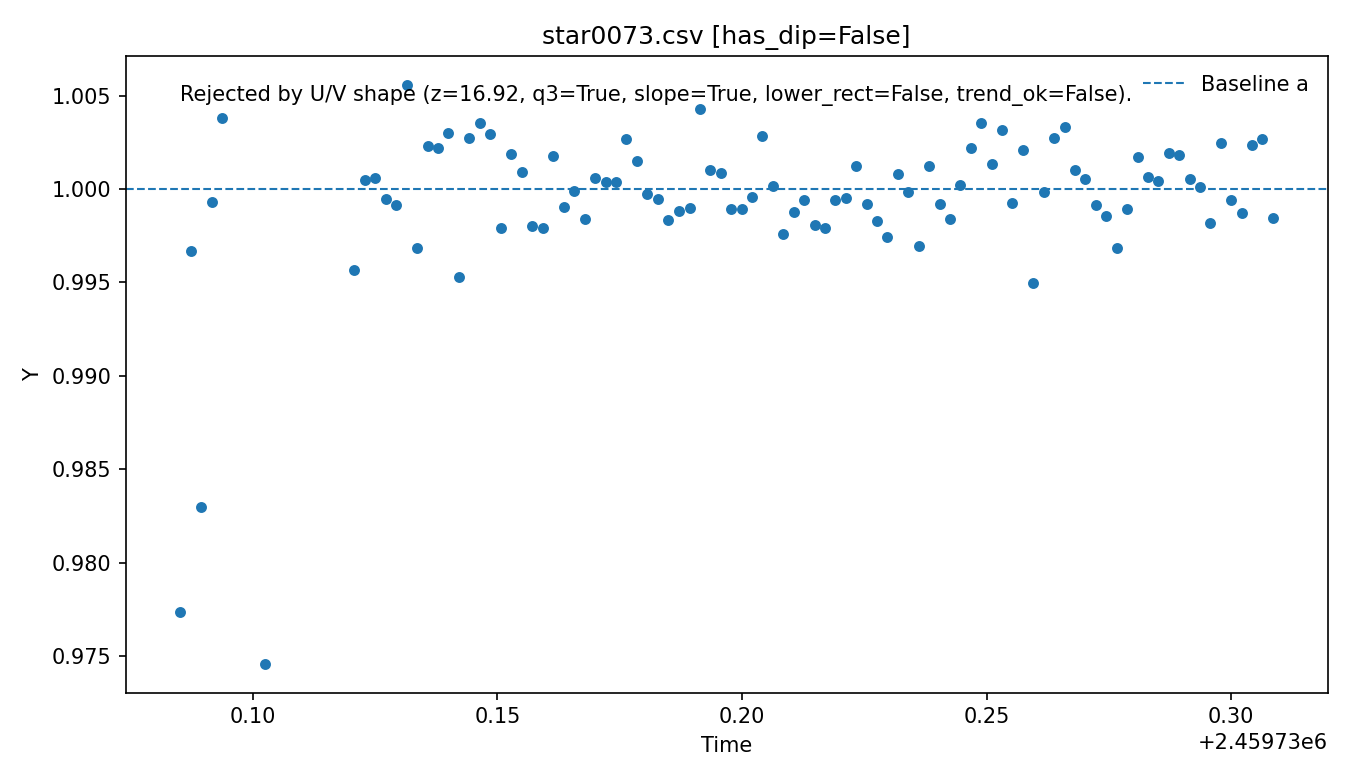 star0073.csv [has_dip=False]
Rejected by U/V shape (z=16.92, q3=True, slope=True, lower_rect=False, trend_ok=False).
Baseline a
1.005
1.000
0.995
0.990
0.985
0.980
0.975
Y
0.10 0.15 0.20 0.25 0.30
+2.45973e6
Time